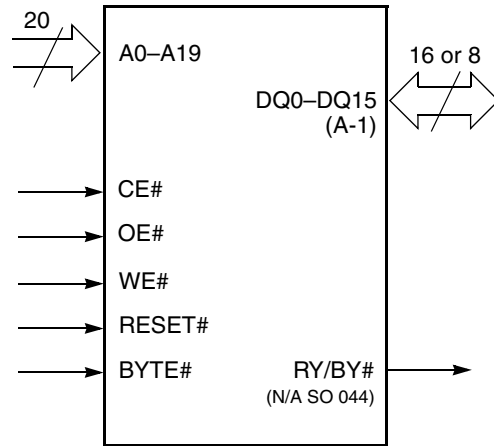 20
A0–A19
16 or 8
DQ0–DQ15
(A-1)
CE#
OE#
WE#
RESET#
BYTE#
RY/BY#
(N/A SO 044)